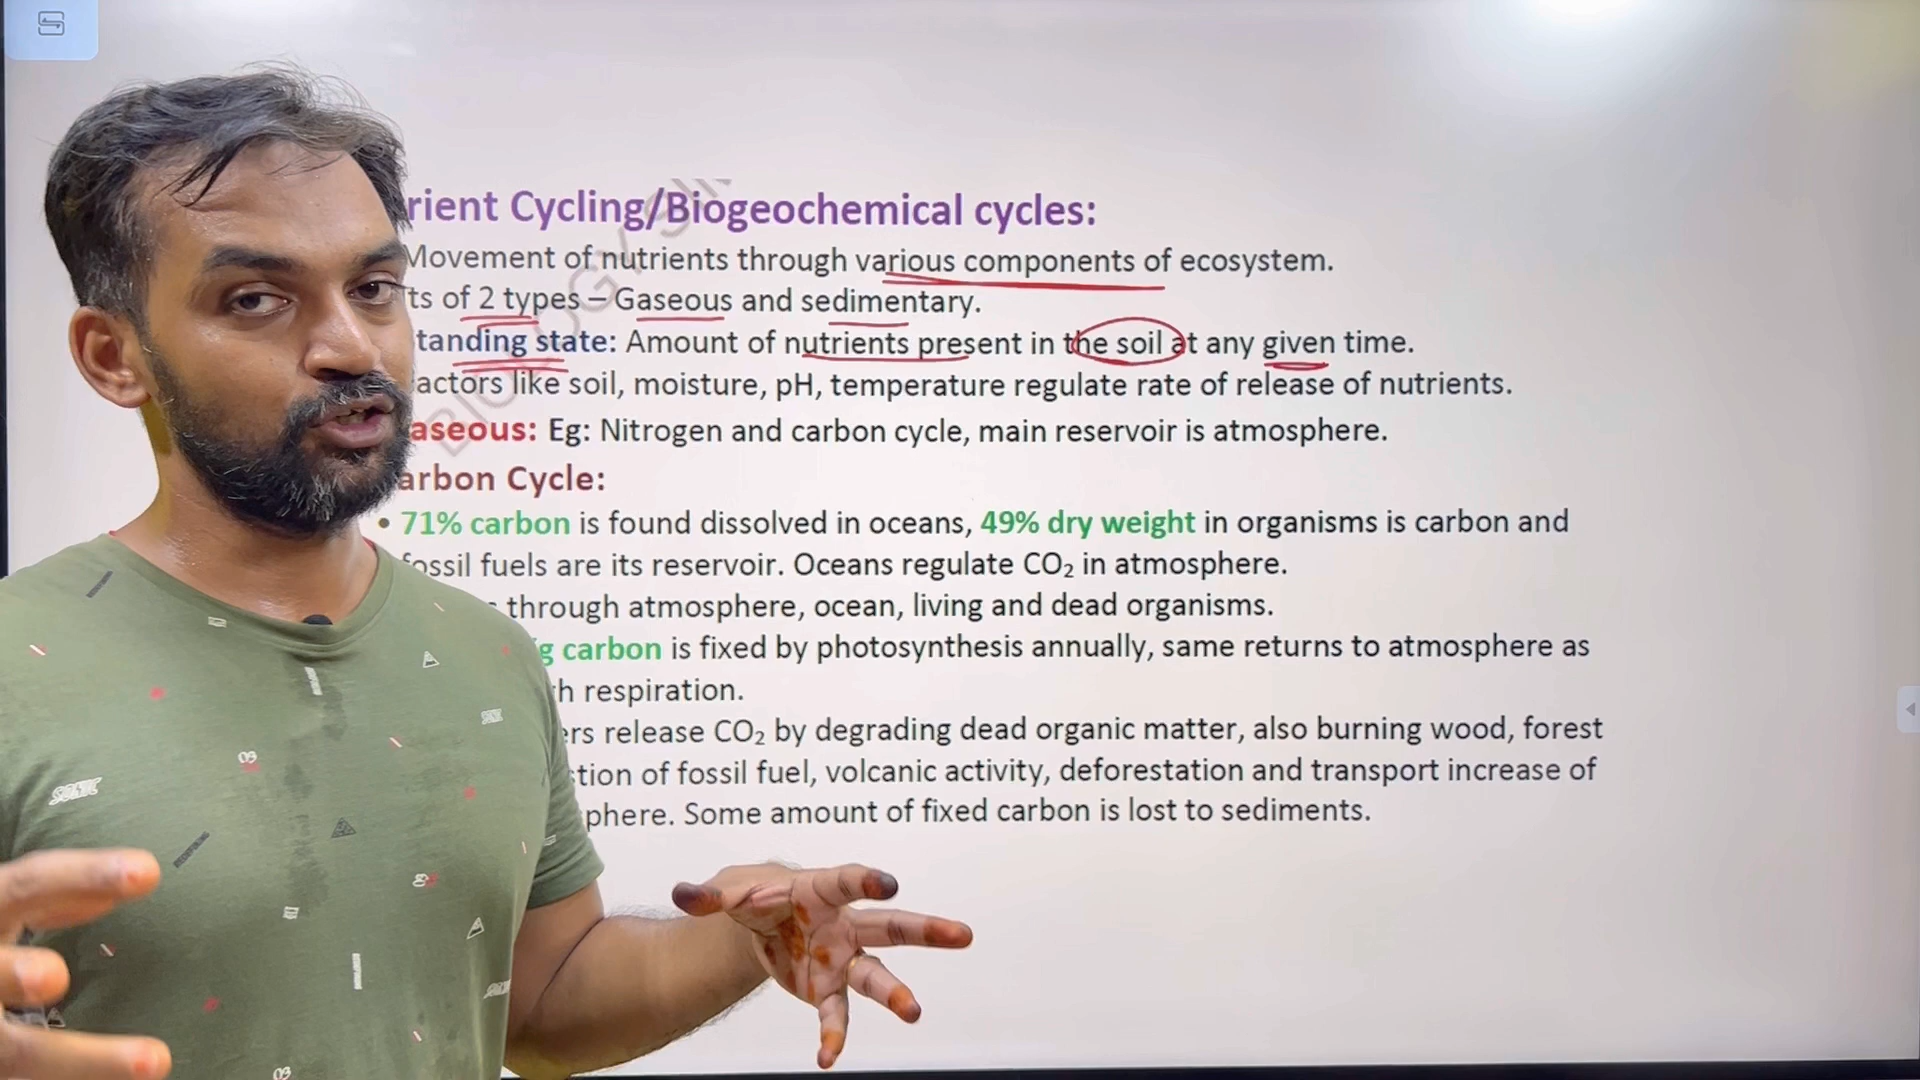 rient Cycling/Biogeochemical cycles:
Movement of nutrients through various components of ecosystem.
ts of 2 types – Gaseous and sedimentary.
tanding state: Amount of nutrients present in the soil at any given time.
actors like soil, moisture, pH, temperature regulate rate of release of nutrients.
aseous: Eg: Nitrogen and carbon cycle, main reservoir is atmosphere.
arbon Cycle:
• 71% carbon is found dissolved in oceans, 49% dry weight in organisms is carbon and
fossil fuels are its reservoir. Oceans regulate CO₂ in atmosphere.
through atmosphere, ocean, living and dead organisms.
g carbon is fixed by photosynthesis annually, same returns to atmosphere as
h respiration.
ers release CO₂ by degrading dead organic matter, also burning wood, forest
stion of fossil fuel, volcanic activity, deforestation and transport increase of
phere. Some amount of fixed carbon is lost to sediments.